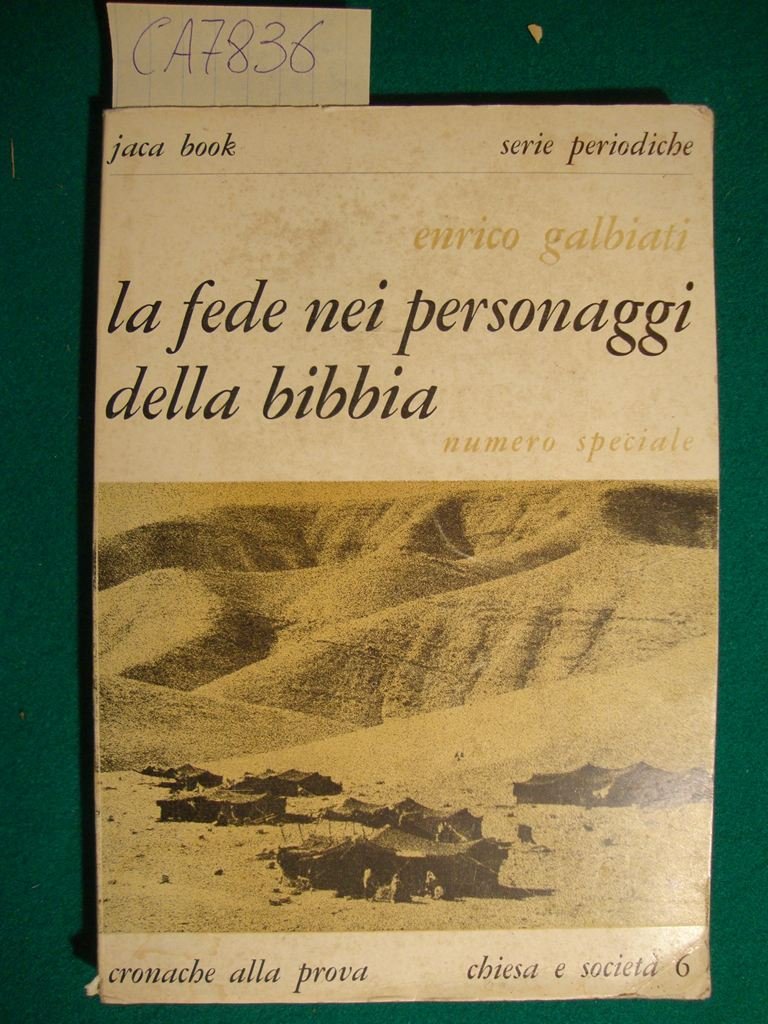 CA7836
jaca book serie periodiche
enrico galbiati
la fede nei personaggi
della bibbia
numero speciale
cronache alla prova chiesa e società 6